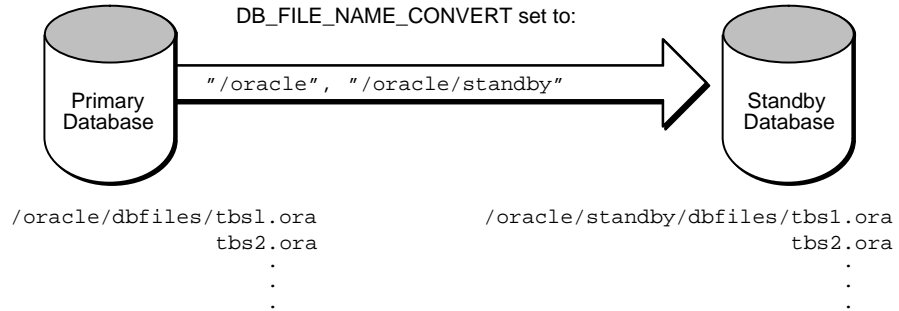 DB_FILE_NAME_CONVERT set to:
"/oracle", "/oracle/standby"
Primary
Database
Standby
Database
/oracle/dbfiles/tbsl.ora
tbs2.ora
.
.
.
/oracle/standby/dbfiles/tbs1.ora
tbs2.ora
.
.
.